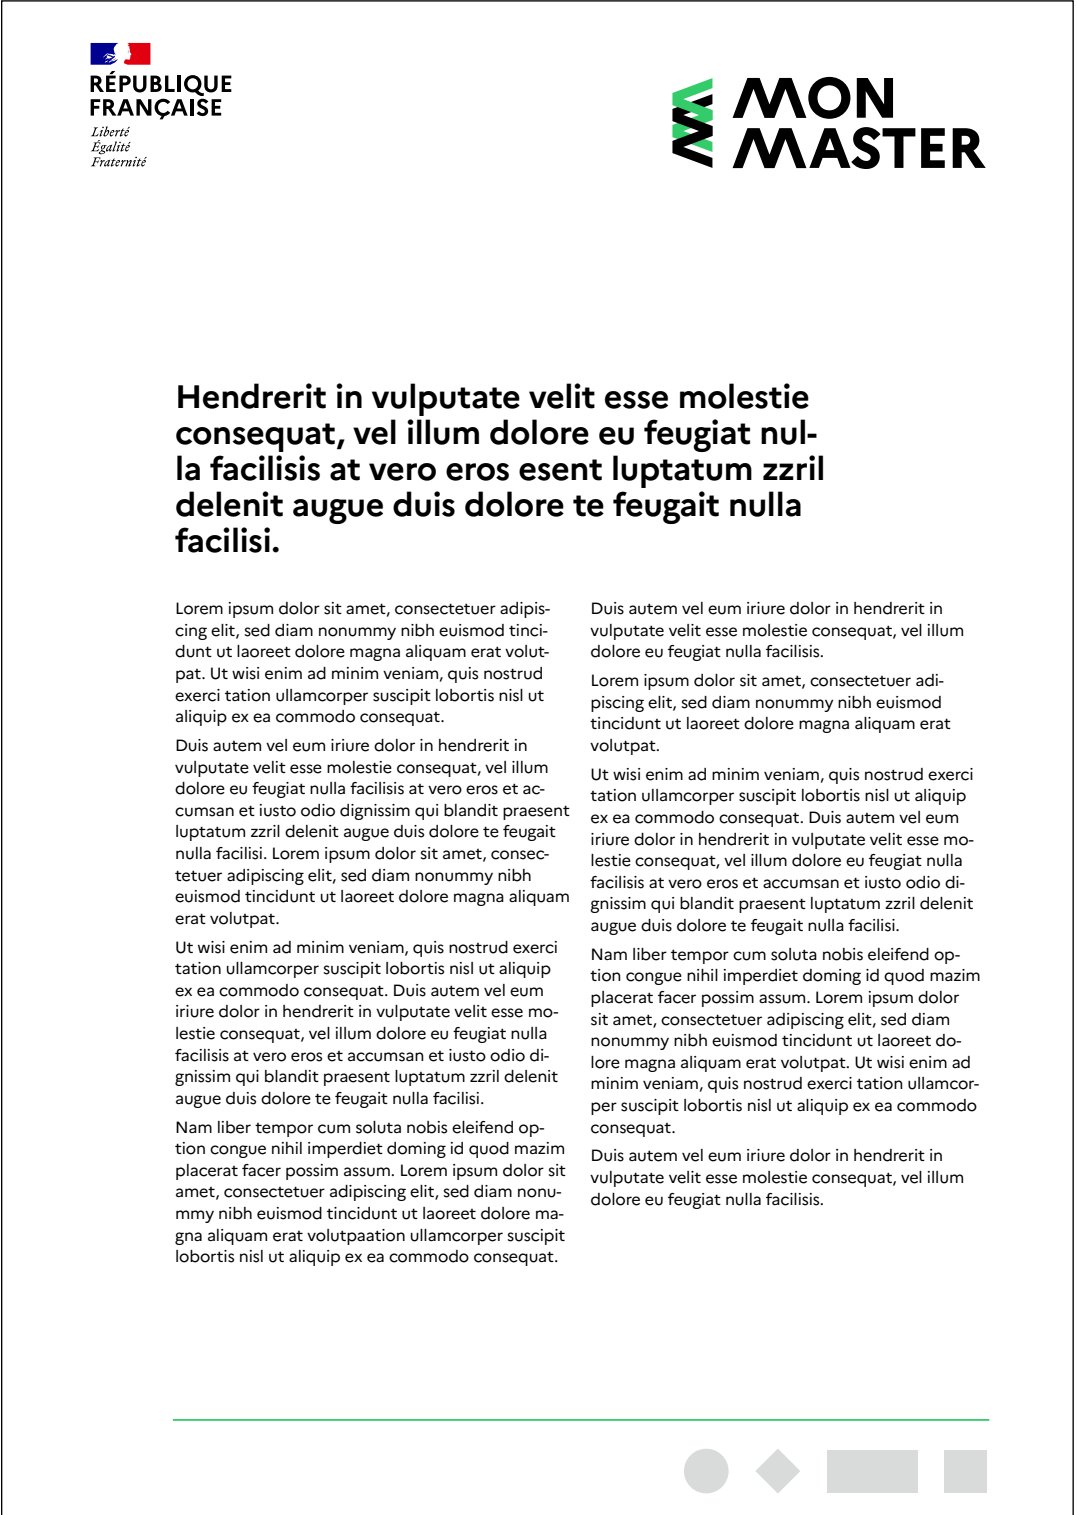 RÉPUBLIQUE
FRANÇAISE
Liberté
Égalité
Fraternité
MON
MASTER
Hendrerit in vulputate velit esse molestie
consequat, vel illum dolore eu feugiat nul-
la facilisis at vero eros esent luptatum zzril
delenit augue duis dolore te feugait nulla
facilisi.
Lorem ipsum dolor sit amet, consectetuer adipis-
cing elit, sed diam nonummy nibh euismod tinci-
dunt ut laoreet dolore magna aliquam erat volut-
pat. Ut wisi enim ad minim veniam, quis nostrud
exerci tation ullamcorper suscipit lobortis nisl ut
aliquip ex ea commodo consequat.
Duis autem vel eum iriure dolor in hendrerit in
vulputate velit esse molestie consequat, vel illum
dolore eu feugiat nulla facilisis at vero eros et ac-
cumsan et iusto odio dignissim qui blandit praesent
luptatum zzril delenit augue duis dolore te feugait
nulla facilisi. Lorem ipsum dolor sit amet, consec-
tetuer adipiscing elit, sed diam nonummy nibh
euismod tincidunt ut laoreet dolore magna aliquam
erat volutpat.
Ut wisi enim ad minim veniam, quis nostrud exerci
tation ullamcorper suscipit lobortis nisl ut aliquip
ex ea commodo consequat. Duis autem vel eum
iriure dolor in hendrerit in vulputate velit esse mo-
lestie consequat, vel illum dolore eu feugiat nulla
facilisis at vero eros et accumsan et iusto odio di-
gnissim qui blandit praesent luptatum zzril delenit
augue duis dolore te feugait nulla facilisi.
Nam liber tempor cum soluta nobis eleifend op-
tion congue nihil imperdiet doming id quod mazim
placerat facer possim assum. Lorem ipsum dolor sit
amet, consectetuer adipiscing elit, sed diam nonu-
mmy nibh euismod tincidunt ut laoreet dolore ma-
gna aliquam erat volutpaation ullamcorper suscipit
lobortis nisl ut aliquip ex ea commodo consequat.
Duis autem vel eum iriure dolor in hendrerit in
vulputate velit esse molestie consequat, vel illum
dolore eu feugiat nulla facilisis.
Lorem ipsum dolor sit amet, consectetuer adi-
piscing elit, sed diam nonummy nibh euismod
tincidunt ut laoreet dolore magna aliquam erat
volutpat.
Ut wisi enim ad minim veniam, quis nostrud exerci
tation ullamcorper suscipit lobortis nisl ut aliquip
ex ea commodo consequat. Duis autem vel eum
iriure dolor in hendrerit in vulputate velit esse mo-
lestie consequat, vel illum dolore eu feugiat nulla
facilisis at vero eros et accumsan et iusto odio di-
gnissim qui blandit praesent luptatum zzril delenit
augue duis dolore te feugait nulla facilisi.
Nam liber tempor cum soluta nobis eleifend op-
tion congue nihil imperdiet doming id quod mazim
placerat facer possim assum. Lorem ipsum dolor
sit amet, consectetuer adipiscing elit, sed diam
nonummy nibh euismod tincidunt ut laoreet do-
lore magna aliquam erat volutpat. Ut wisi enim ad
minim veniam, quis nostrud exerci tation ullamcor-
per suscipit lobortis nisl ut aliquip ex ea commodo
consequat.
Duis autem vel eum iriure dolor in hendrerit in
vulputate velit esse molestie consequat, vel illum
dolore eu feugiat nulla facilisis.